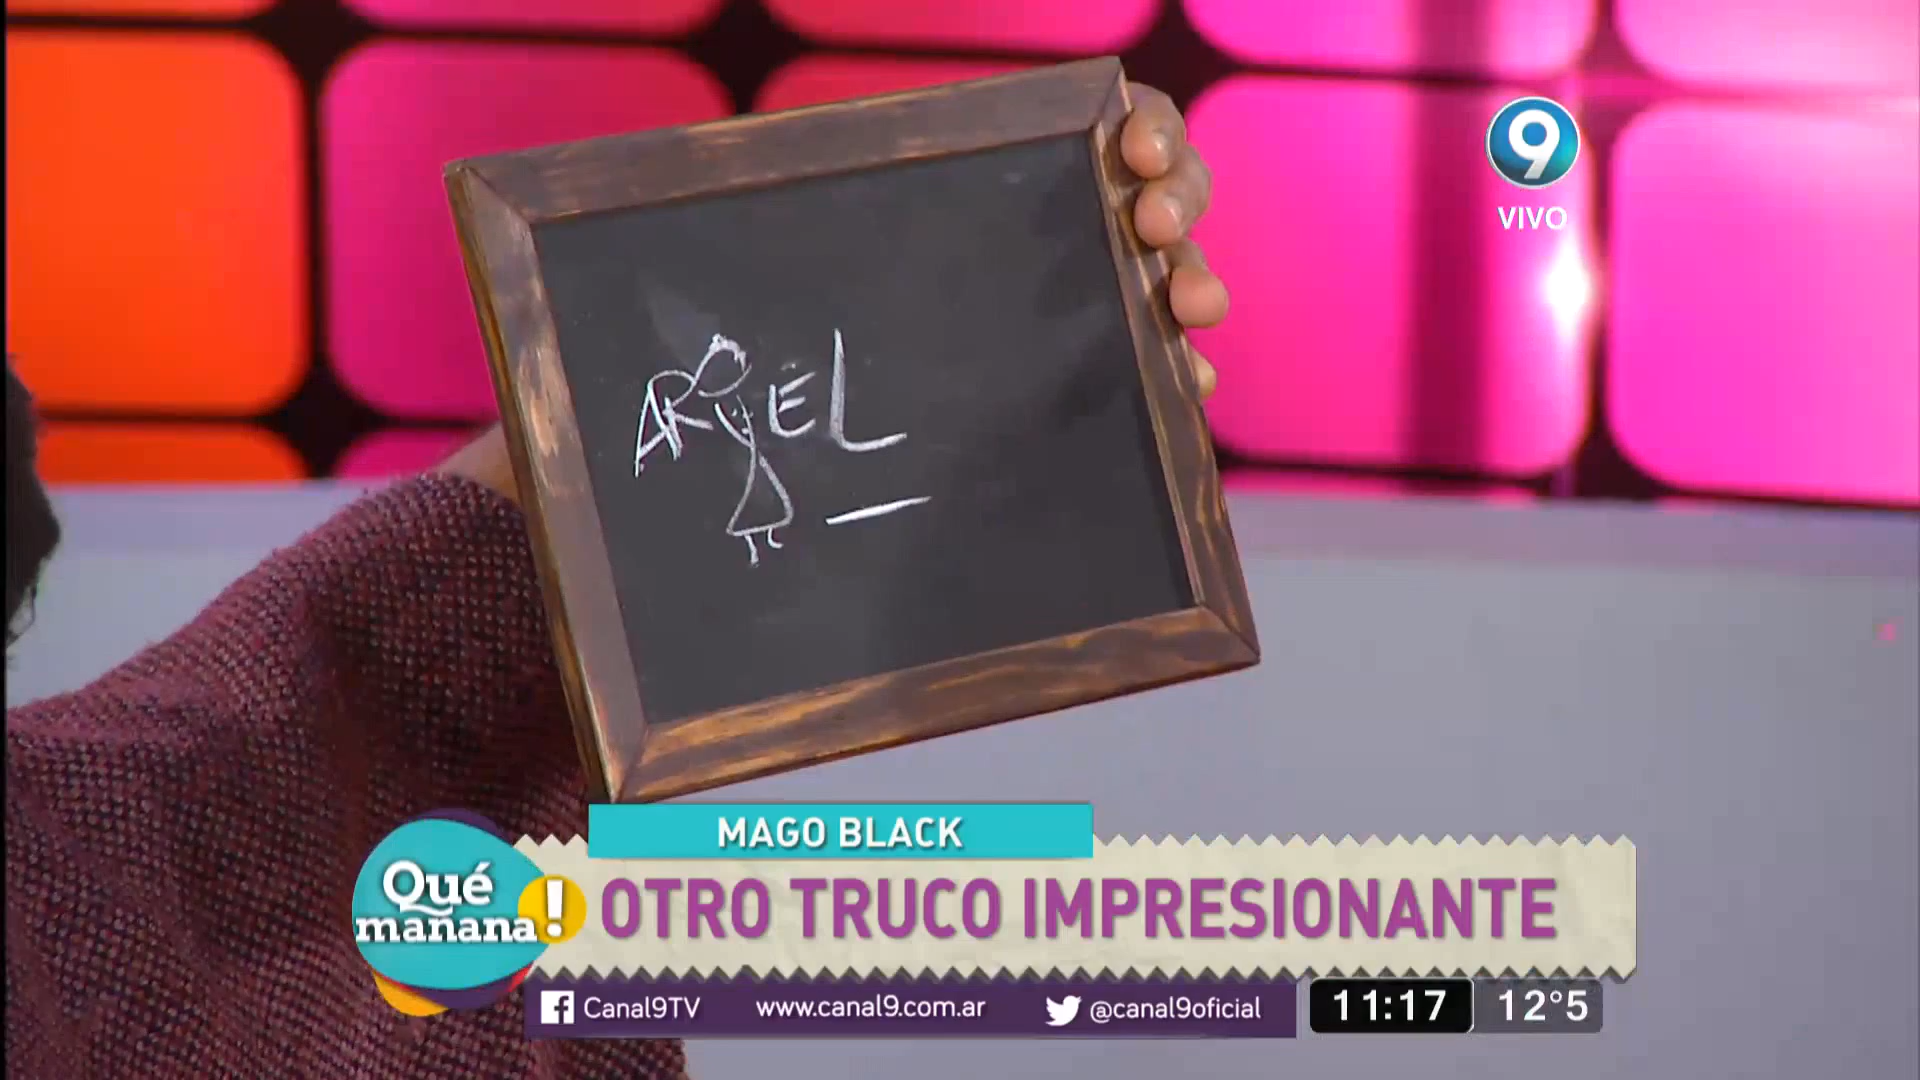 9
VIVO
ARIEL
MAGO BLACK
Qué mañana!
OTRO TRUCO IMPRESIONANTE
Canal9TV www.canal9.com.ar @canal9oficial 11:17 12°5